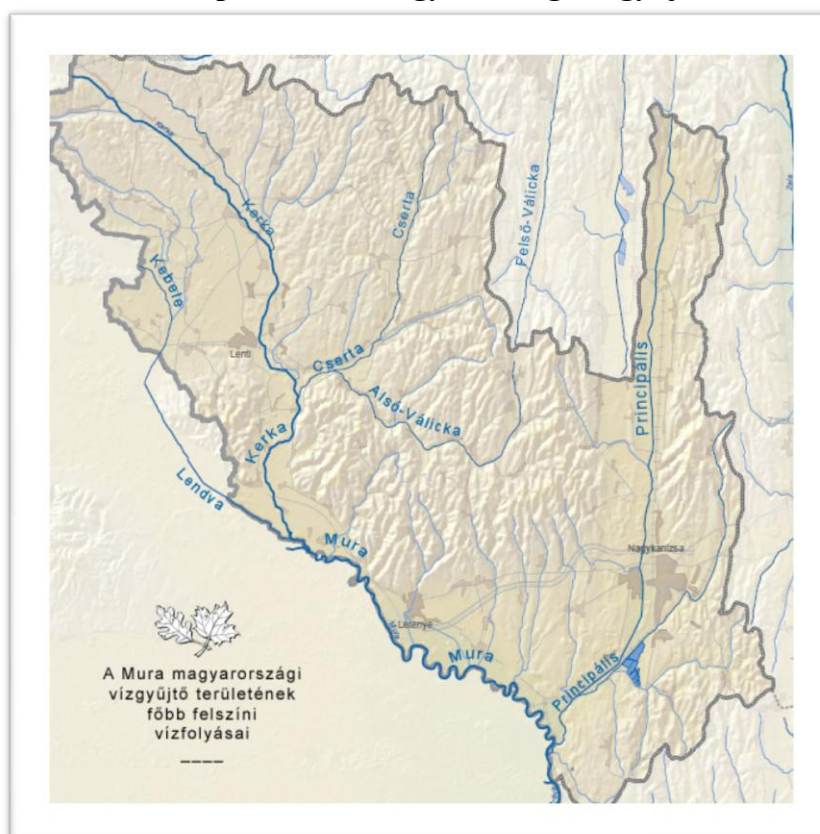 Kerka
Cserta
Felső-Válicka
Kebele
Lenti
Cserta
Alsó-Válicka
Principális
Kerka
Lendva
Mura
Nagykanizsa
Letenye
Mura
Principális
A Mura magyarországi
vízgyűjtő területének
főbb felszíni
vízfolyásai